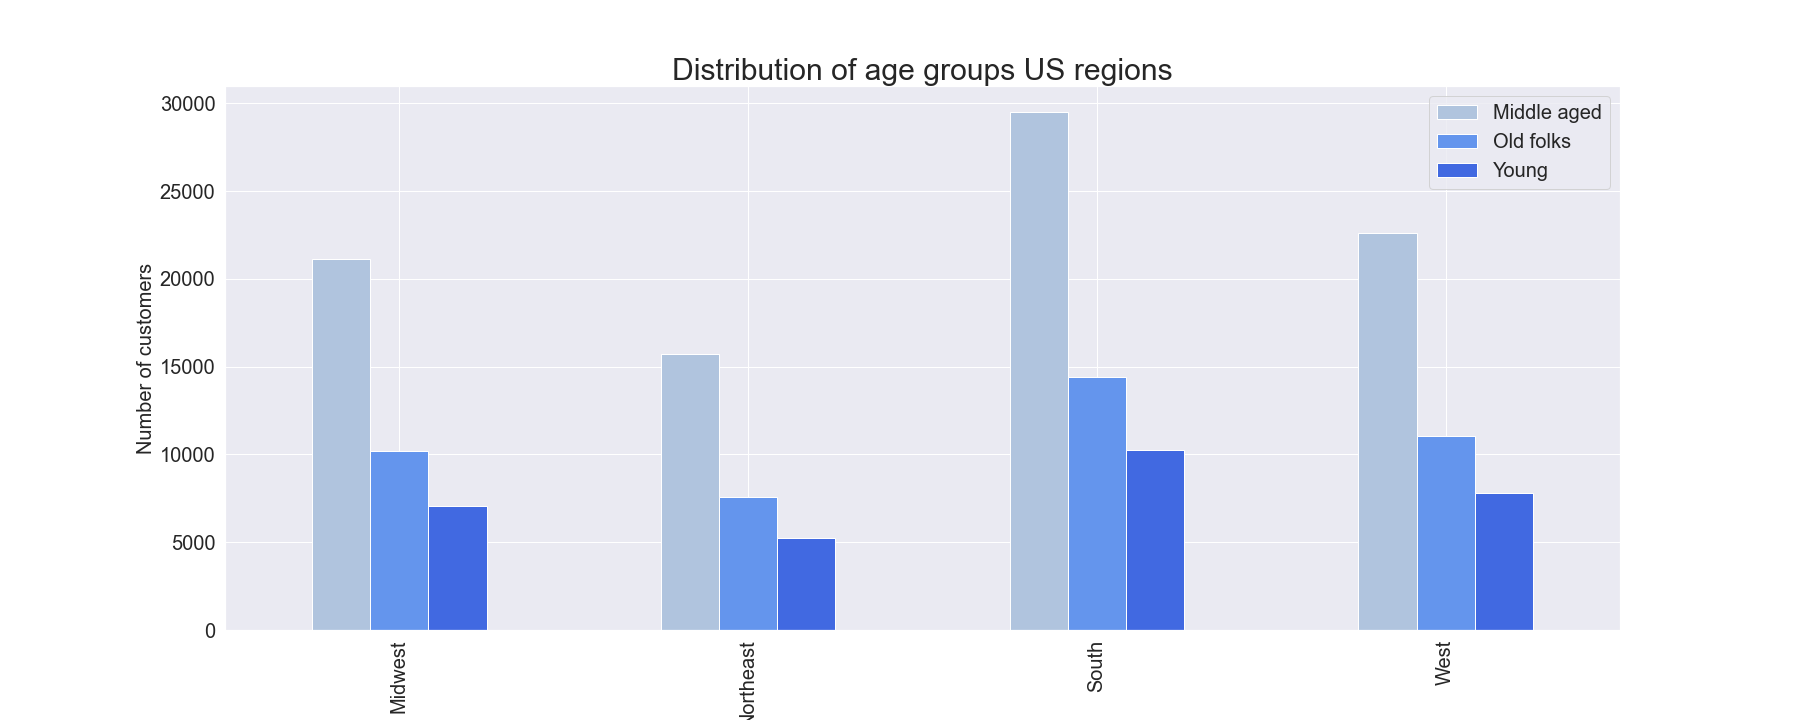 Distribution of age groups US regions
Middle aged
Old folks
Young
Number of customers
30000
25000
20000
15000
10000
5000
0
Midwest
Northeast
South
West